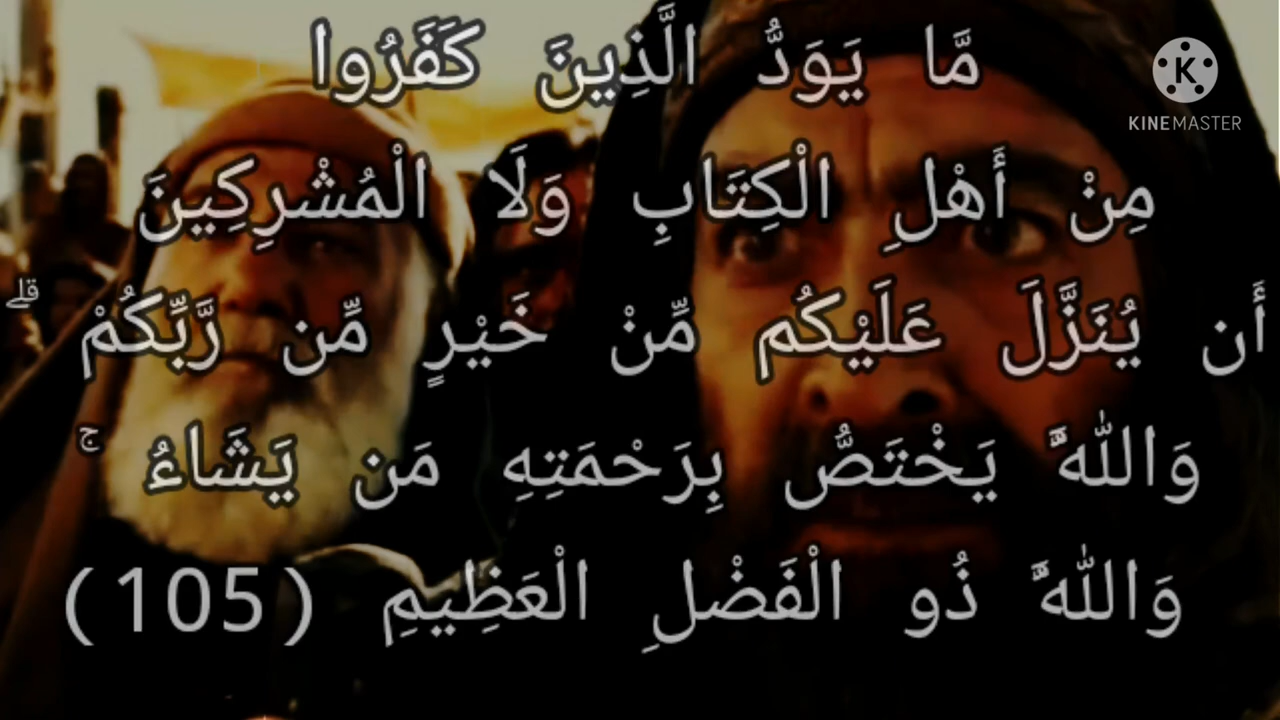 مَّا يَوَدُّ الَّذِينَ كَفَرُوا
KINEMASTER
مِنْ أَهْلِ الْكِتَابِ وَلَا الْمُشْرِكِينَ
أَن يُنَزَّلَ عَلَيْكُم مِّنْ خَيْرٍ مِّن رَّبِّكُمْ ۗ
وَاللَّهُ يَخْتَصُّ بِرَحْمَتِهِ مَن يَشَاءُ ۚ
وَاللَّهُ ذُو الْفَضْلِ الْعَظِيمِ (105)